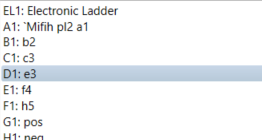 EL1: Electronic Ladder
A1: `Mifih pl2 a1
B1: b2
C1: c3
D1: e3
E1: f4
F1: h5
G1: pos
H1: neg